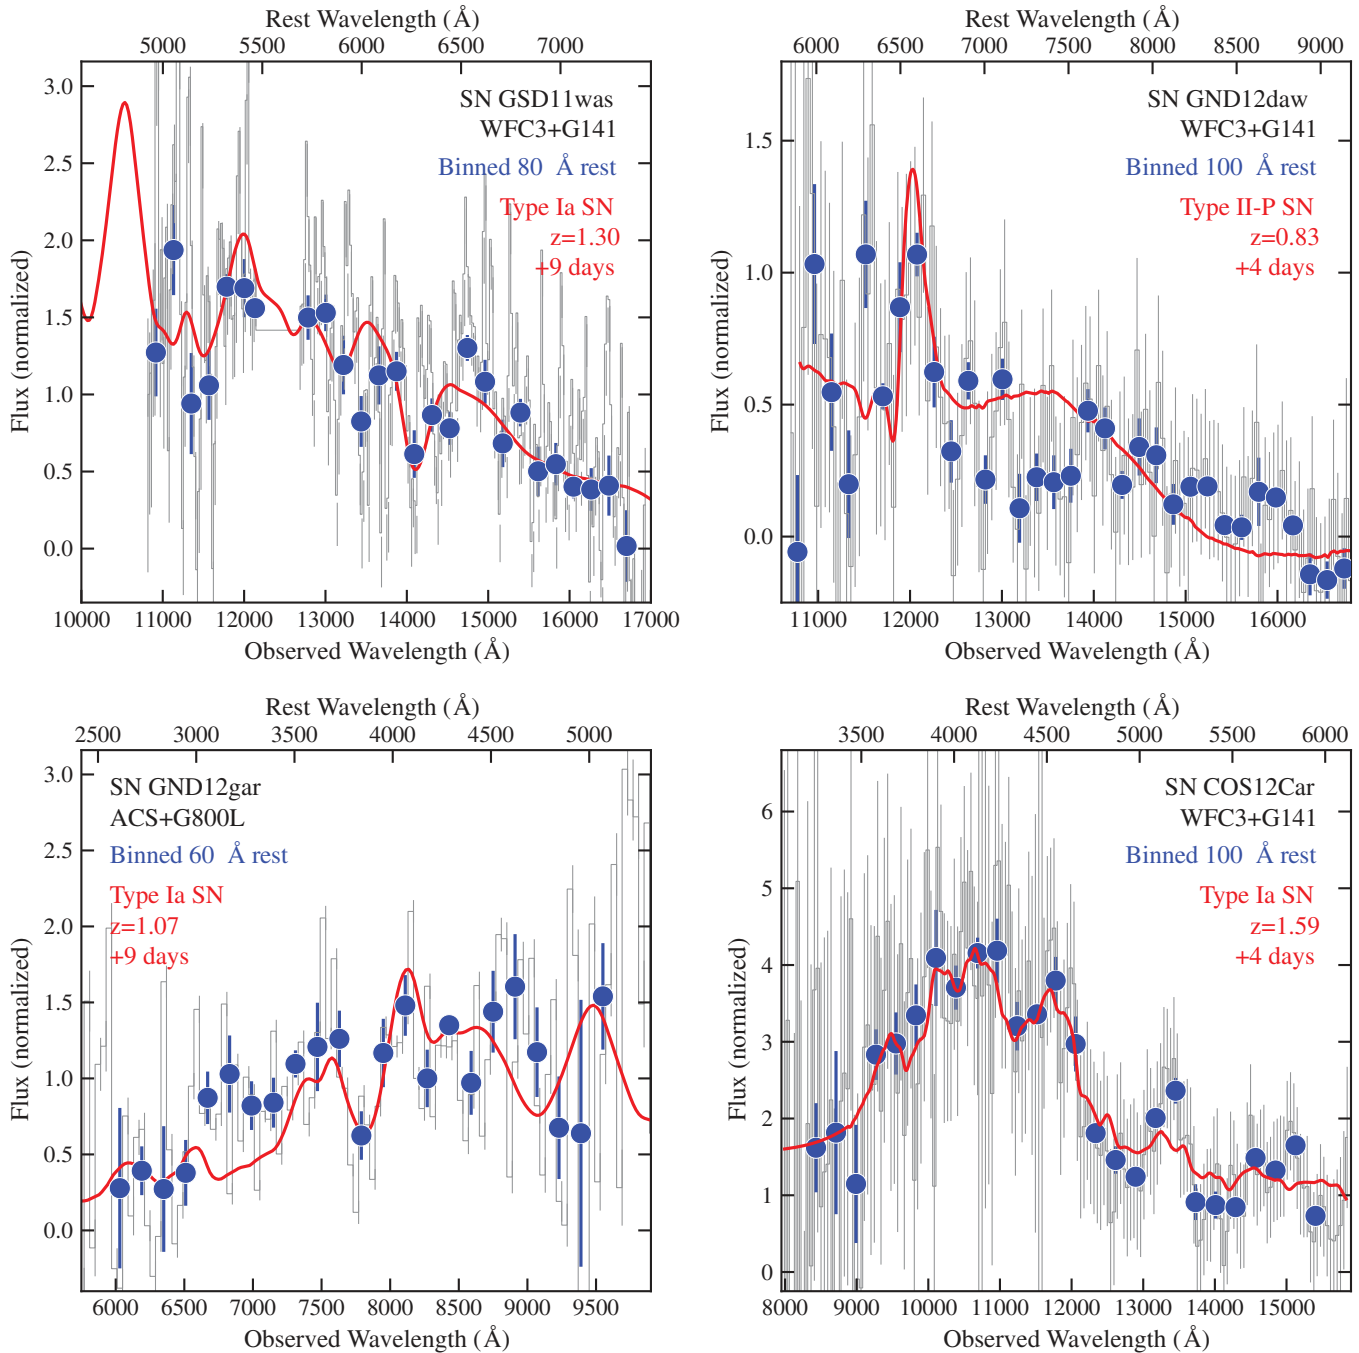 Rest Wavelength (Å)
5000 5500 6000 6500 7000
3.0
2.5
2.0
1.5
1.0
0.5
0.0
Flux (normalized)
SN GSD11was
WFC3+G141
Binned 80 Å rest
Type Ia SN
z=1.30
+9 days
10000 11000 12000 13000 14000 15000 16000 17000
Observed Wavelength (Å)
Rest Wavelength (Å)
6000 6500 7000 7500 8000 8500 9000
1.5
1.0
0.5
0.0
Flux (normalized)
SN GND12daw
WFC3+G141
Binned 100 Å rest
Type II-P SN
z=0.83
+4 days
11000 12000 13000 14000 15000 16000
Observed Wavelength (Å)
Rest Wavelength (Å)
2500 3000 3500 4000 4500 5000
3.0
2.5
2.0
1.5
1.0
0.5
0.0
Flux (normalized)
SN GND12gar
ACS+G800L
Binned 60 Å rest
Type Ia SN
z=1.07
+9 days
6000 6500 7000 7500 8000 8500 9000 9500
Observed Wavelength (Å)
Rest Wavelength (Å)
3500 4000 4500 5000 5500 6000
6
5
4
3
2
1
0
Flux (normalized)
SN COS12Car
WFC3+G141
Binned 100 Å rest
Type Ia SN
z=1.59
+4 days
8000 9000 10000 11000 12000 13000 14000 15000
Observed Wavelength (Å)